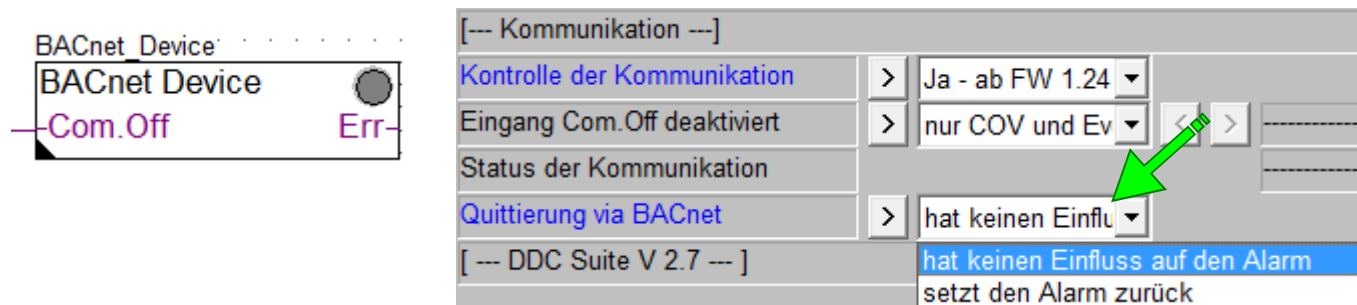 BACnet_Device
BACnet Device
Com.Off Err
[--- Kommunikation ---]
Kontrolle der Kommunikation > Ja - ab FW 1.24
Eingang Com.Off deaktiviert > nur COV und Ev < > ------------
Status der Kommunikation ------------
Quittierung via BACnet > hat keinen Einflu
[ --- DDC Suite V 2.7 --- ]
hat keinen Einfluss auf den Alarm
setzt den Alarm zurück